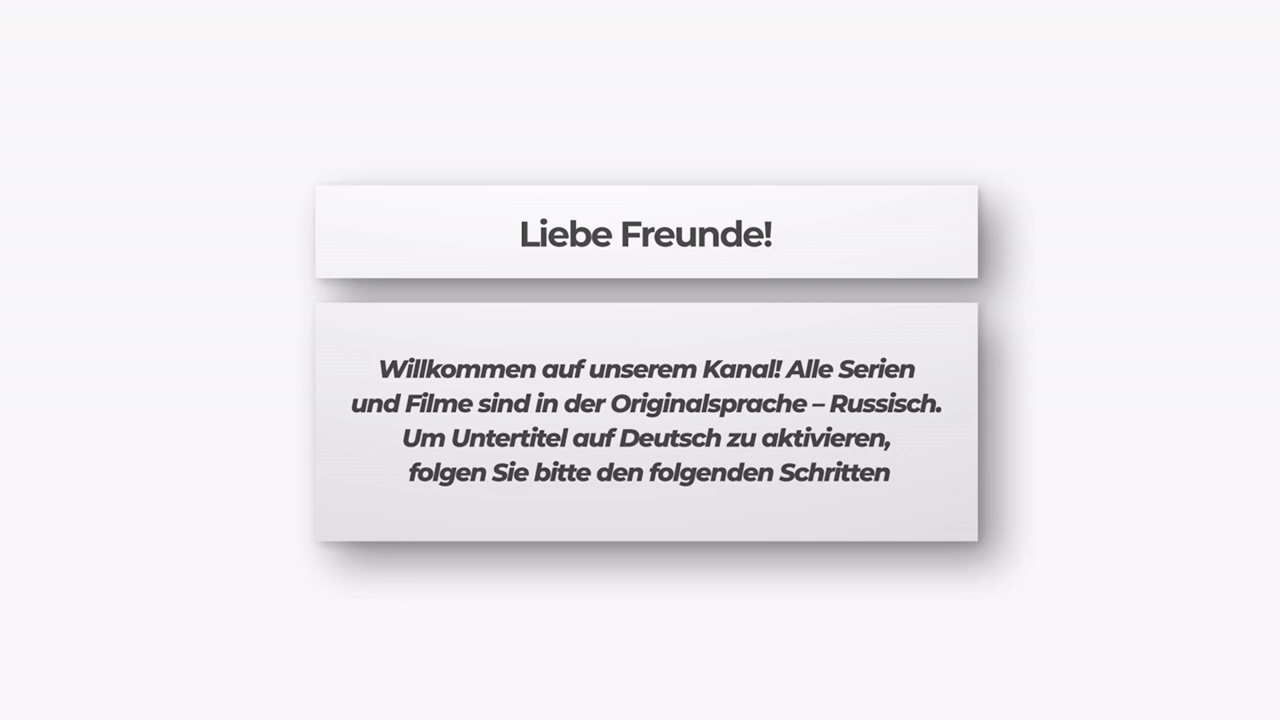 Liebe Freunde!
Willkommen auf unserem Kanal! Alle Serien
und Filme sind in der Originalsprache – Russisch.
Um Untertitel auf Deutsch zu aktivieren,
folgen Sie bitte den folgenden Schritten